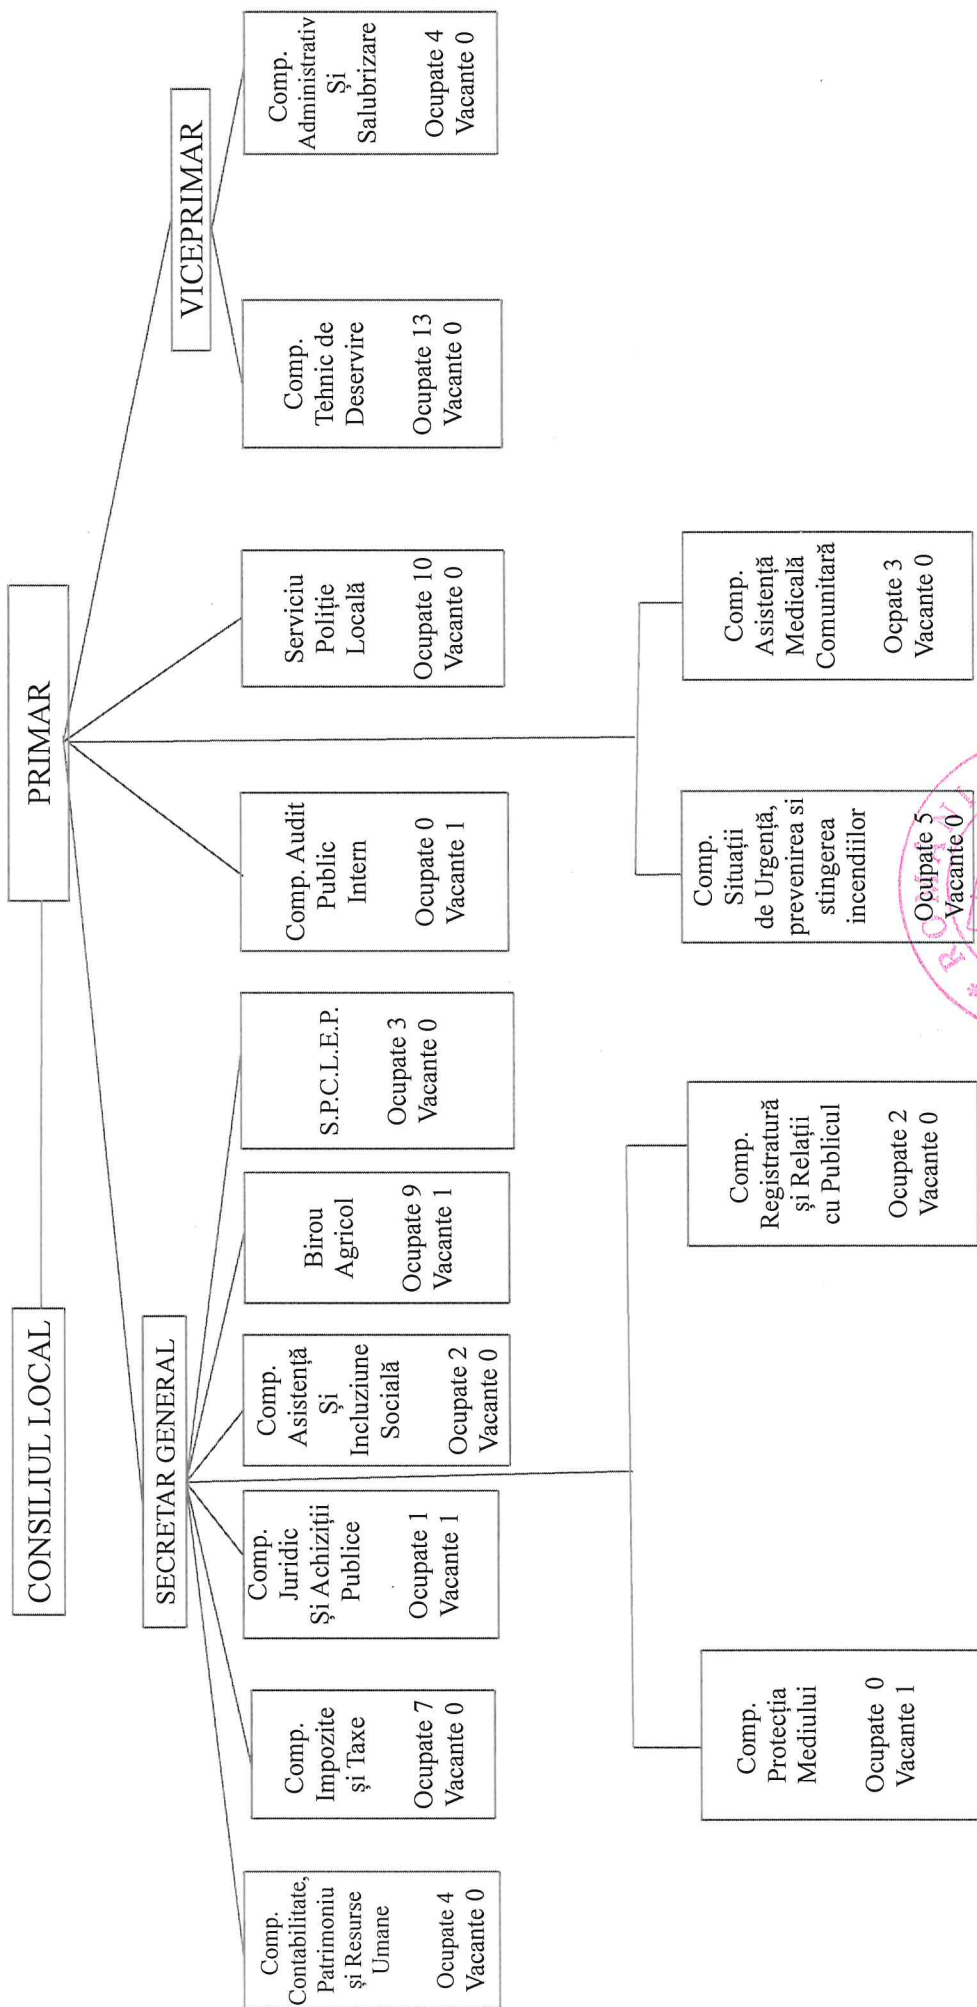 CONSILIUL LOCAL
PRIMAR
SECRETAR GENERAL
VICEPRIMAR
Comp.
Contabilitate,
Patrimoniu
și Resurse
Umane
Ocupate 4
Vacante 0
Comp.
Impozite
și Taxe
Ocupate 7
Vacante 0
Comp.
Juridic
Și Achiziții
Publice
Ocupate 1
Vacante 1
Comp.
Asistență
Și
Incluziune
Socială
Ocupate 2
Vacante 0
Birou
Agricol
Ocupate 9
Vacante 1
S.P.C.L.E.P.
Ocupate 3
Vacante 0
Comp. Audit
Public
Intern
Ocupate 0
Vacante 1
Serviciu
Poliție
Locală
Ocupate 10
Vacante 0
Comp.
Tehnic de
Deservire
Ocupate 13
Vacante 0
Comp.
Administrativ
Și
Salubrizare
Ocupate 4
Vacante 0
Comp.
Protecția
Mediului
Ocupate 0
Vacante 1
Comp.
Registratură
și Relații
cu Publicul
Ocupate 2
Vacante 0
Comp.
Situații
de Urgență,
prevenirea si
stingerea
incendiilor
Ocupate 5
Vacante 0
Comp.
Asistență
Medicală
Comunitară
Ocpate 3
Vacante 0